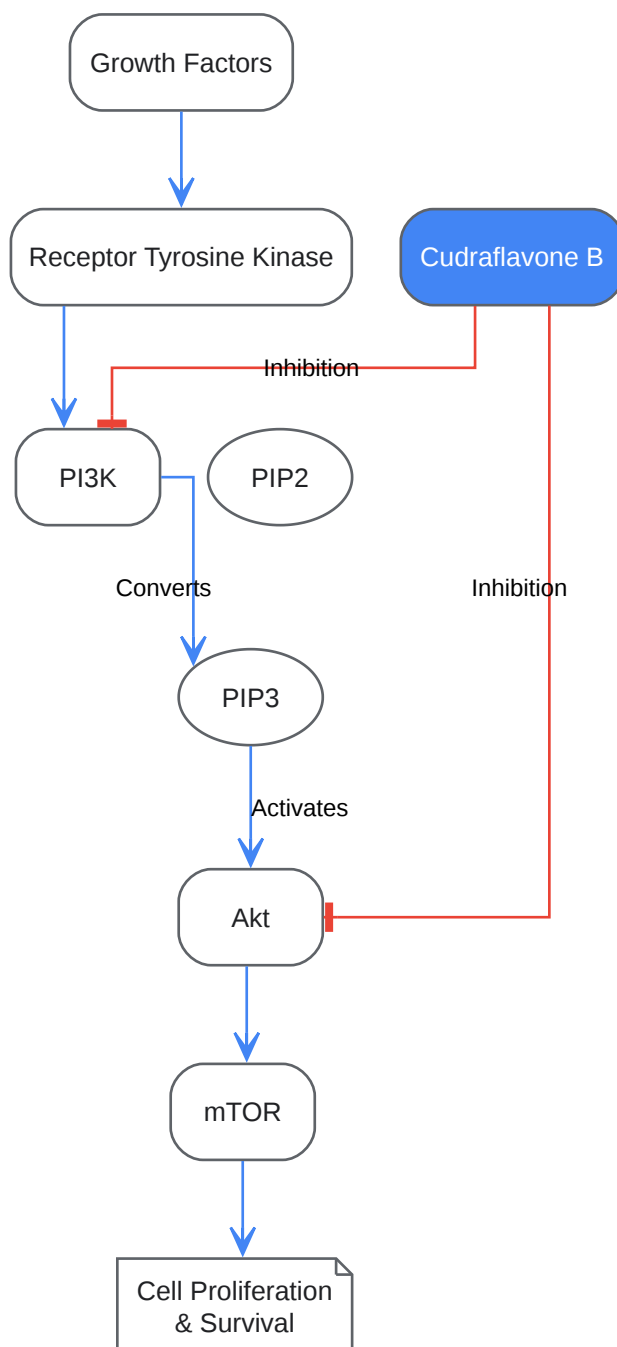 Growth Factors
Receptor Tyrosine Kinase
Cudraflavone B
Inhibition
PI3K
PIP2
Converts
Inhibition
PIP3
Activates
Akt
mTOR
Cell Proliferation
& Survival